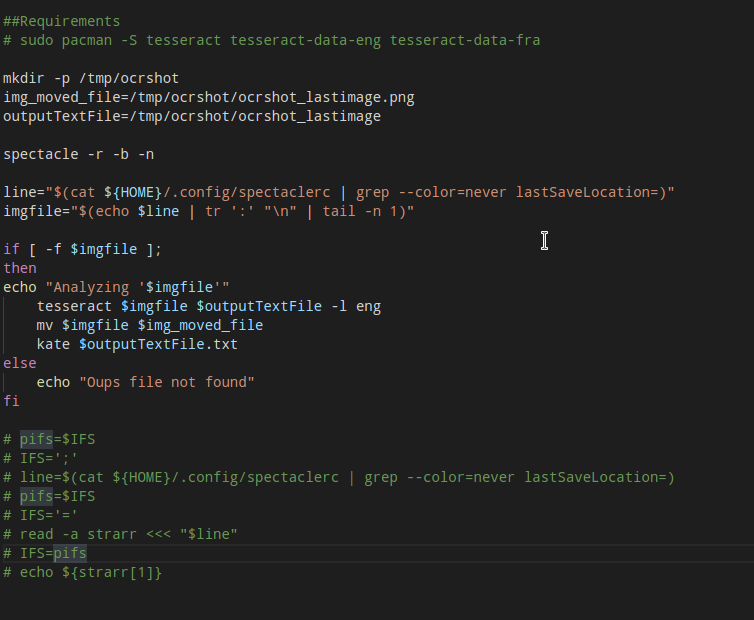 ##Requirements
# sudo pacman -S tesseract tesseract-data-eng tesseract-data-fra
mkdir -p /tmp/ocrshot
img_moved_file=/tmp/ocrshot/ocrshot_lastimage.png
outputTextFile=/tmp/ocrshot/ocrshot_lastimage
spectacle -r -b -n
line="$(cat ${HOME}/.config/spectaclerc | grep --color=never lastSaveLocation=)"
imgfile="$(echo $line | tr ':' "\n" | tail -n 1)"
if [ -f $imgfile ];
then
echo "Analyzing '$imgfile'"
    tesseract $imgfile $outputTextFile -l eng
    mv $imgfile $img_moved_file
    kate $outputTextFile.txt
else
    echo "Oups file not found"
fi
# pifs=$IFS
# IFS=';'
# line=$(cat ${HOME}/.config/spectaclerc | grep --color=never lastSaveLocation=)
# pifs=$IFS
# IFS='='
# read -a strarr <<< "$line"
# IFS=pifs
# echo ${strarr[1]}